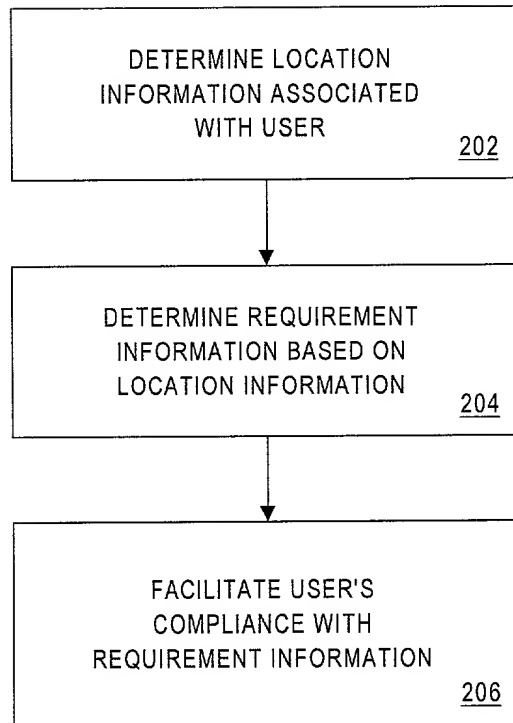 DETERMINE LOCATION
INFORMATION ASSOCIATED
WITH USER
202
DETERMINE REQUIREMENT
INFORMATION BASED ON
LOCATION INFORMATION
204
FACILITATE USER'S
COMPLIANCE WITH
REQUIREMENT INFORMATION
206